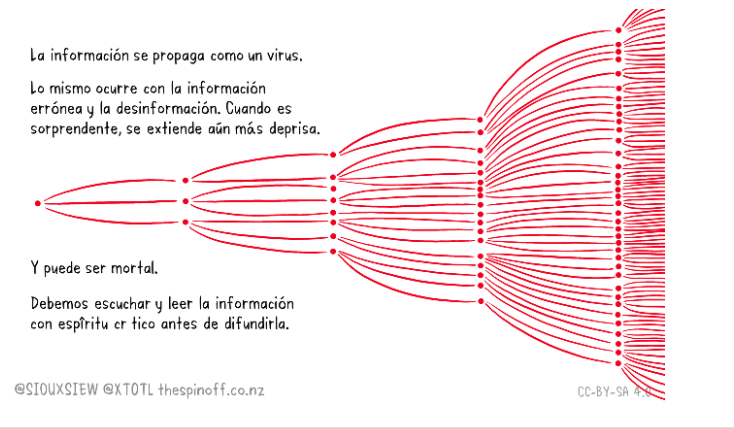 La información se propaga como un virus.
Lo mismo ocurre con la información
errónea y la desinformación. Cuando es
sorprendente, se extiende aún más deprisa.
Y puede ser mortal.
Debemos escuchar y leer la información
con espíritu cr tico antes de difundirla.
@SIOUXSIEW @XTOTL thespinoff.co.nz
CC-BY-SA 4.0